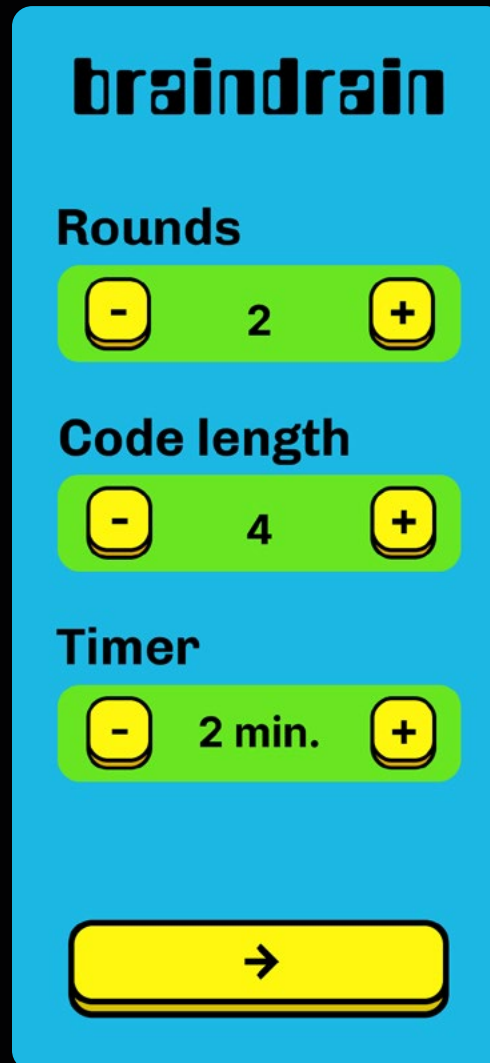 braindrain
Rounds
- 2 +
Code length
- 4 +
Timer
- 2 min. +
→